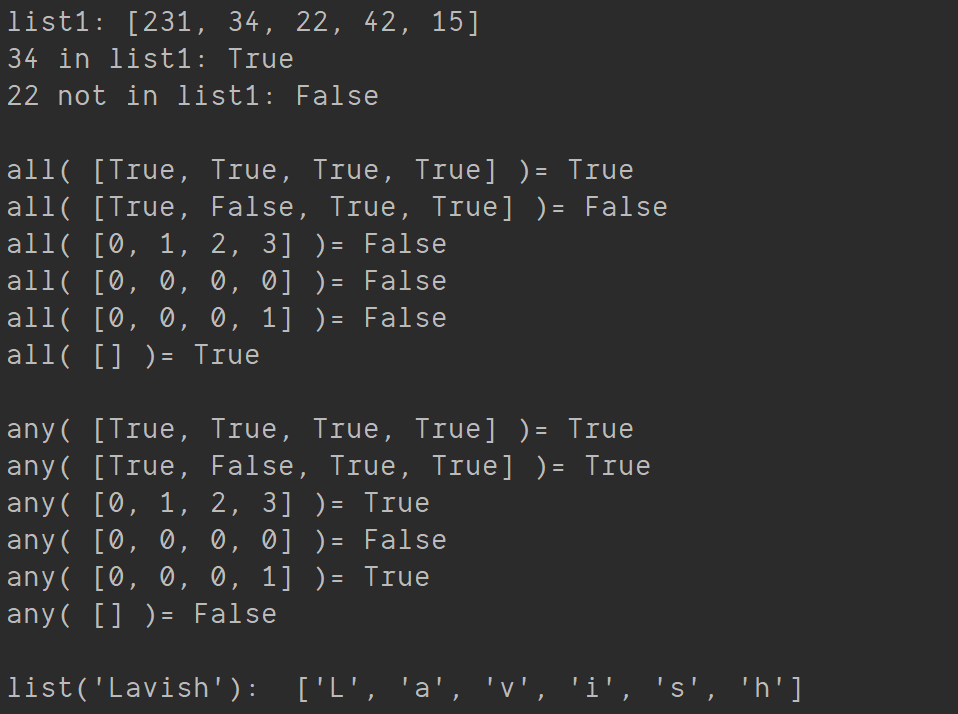 list1: [231, 34, 22, 42, 15]
34 in list1: True
22 not in list1: False
all( [True, True, True, True] )= True
all( [True, False, True, True] )= False
all( [0, 1, 2, 3] )= False
all( [0, 0, 0, 0] )= False
all( [0, 0, 0, 1] )= False
all( [] )= True
any( [True, True, True, True] )= True
any( [True, False, True, True] )= True
any( [0, 1, 2, 3] )= True
any( [0, 0, 0, 0] )= False
any( [0, 0, 0, 1] )= True
any( [] )= False
list('Lavish'):  ['L', 'a', 'v', 'i', 's', 'h']